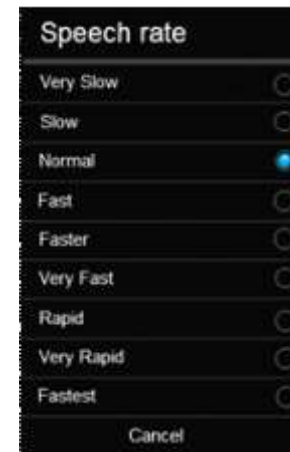 Speech rate
Very Slow
Slow
Normal
Fast
Faster
Very Fast
Rapid
Very Rapid
Fastest
Cancel